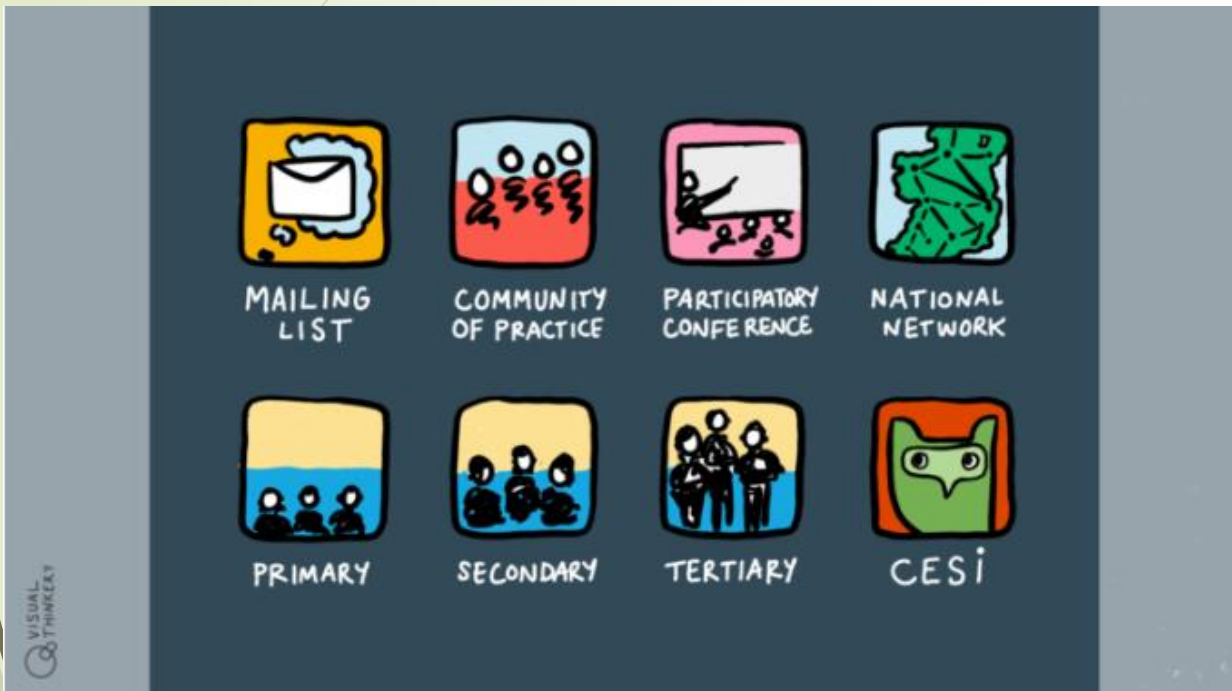 MAILING
LIST
COMMUNITY
OF PRACTICE
PARTICIPATORY
CONFERENCE
NATIONAL
NETWORK
PRIMARY
SECONDARY
TERTIARY
CESi
VISUAL
THINKERY